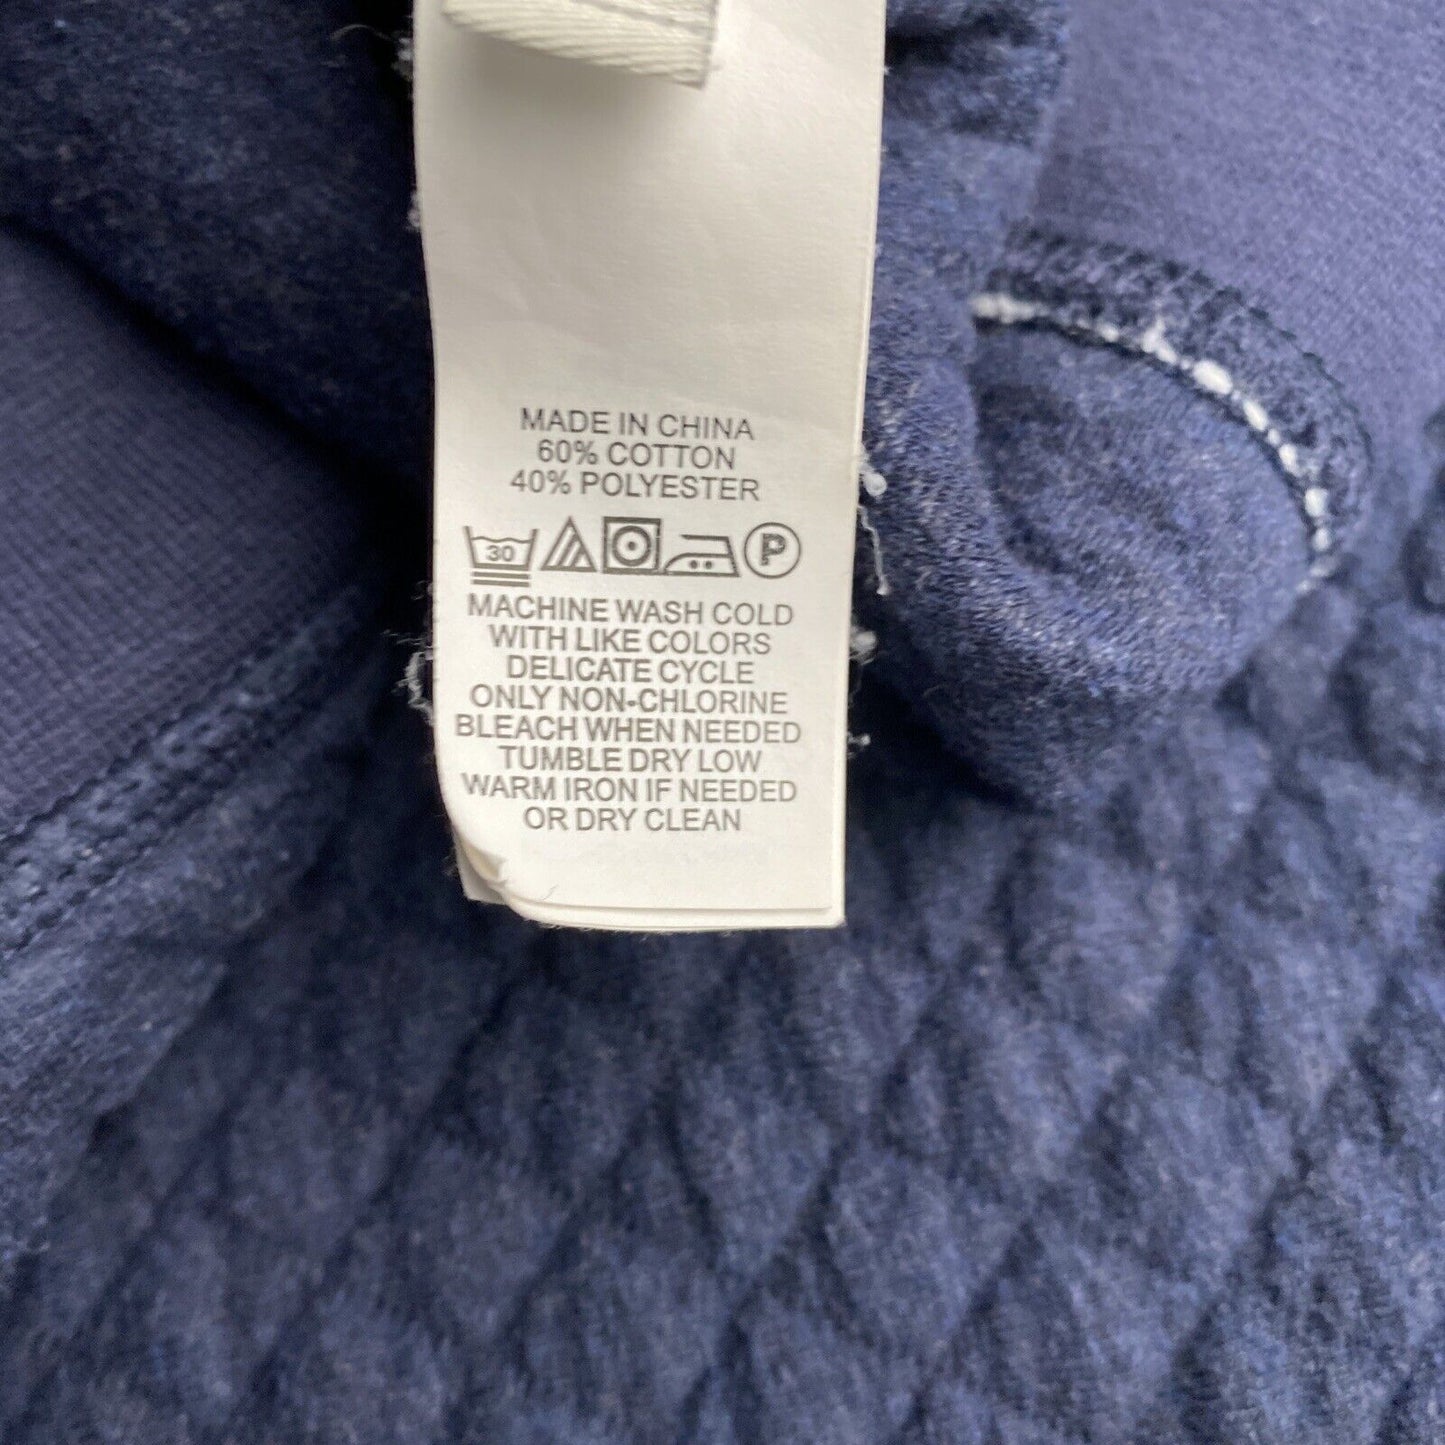 MADE IN CHINA
60% COTTON
40% POLYESTER
30 P
MACHINE WASH COLD
WITH LIKE COLORS
DELICATE CYCLE
ONLY NON-CHLORINE
BLEACH WHEN NEEDED
TUMBLE DRY LOW
WARM IRON IF NEEDED
OR DRY CLEAN